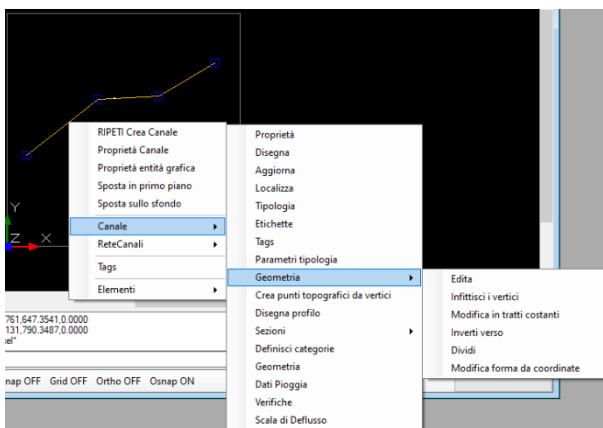 RIPETI Crea Canale
Proprietà Canale
Proprietà entità grafica
Sposta in primo piano
Sposta sullo sfondo
Canale
ReteCanali
Tags
Elementi
Proprietà
Disegna
Aggiorna
Localizza
Tipologia
Etichette
Tags
Parametri tipologia
Geometria
Crea punti topografici da vertici
Disegna profilo
Sezioni
Definisci categorie
Geometria
Dati Pioggia
Verifiche
Scala di Deflusso
Edita
Infittisci i vertici
Modifica in tratti costanti
Inverti verso
Dividi
Modifica forma da coordinate
Y
Z X
761,647.3541,0.0000
131,790.3487,0.0000
nap OFF Grid OFF Ortho OFF Osnap ON